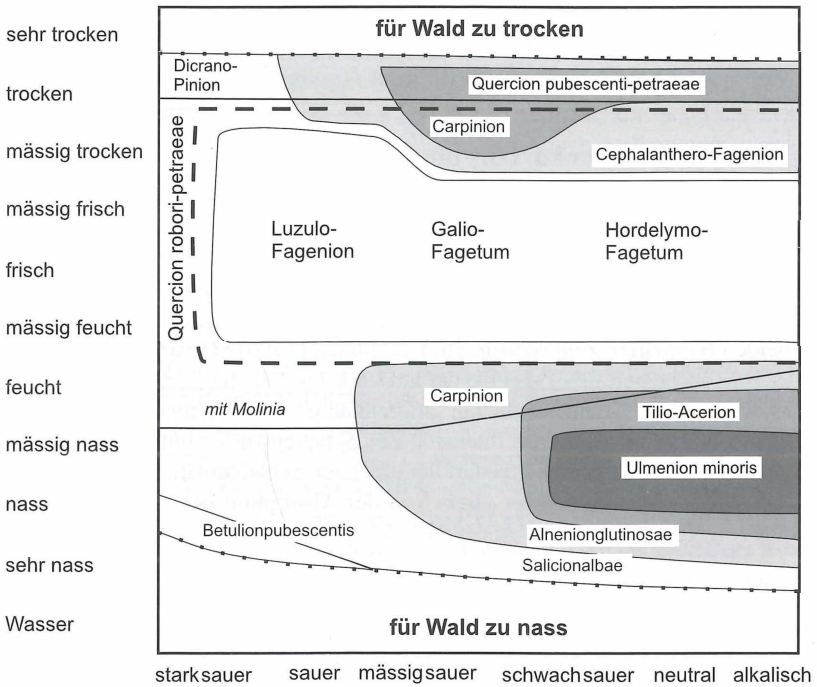 für Wald zu trocken
sehr trocken
Dicrano-
Pinion
Quercion pubescenti-petraeae
trocken
Carpinion
mässig trocken
Cephalanthero-Fagenion
Quercion robori-petraeae
mässig frisch
Luzulo-
Fagenion
Galio-
Fagetum
Hordelymo-
Fagetum
frisch
mässig feucht
feucht
Carpinion
mit Molinia
Tilio-Acerion
mässig nass
Ulmenion minoris
nass
Betulionpubescentis
Alnenionglutinosae
sehr nass
Salicionalbae
Wasser
für Wald zu nass
starksauer sauer mässigsauer schwachsauer neutral alkalisch